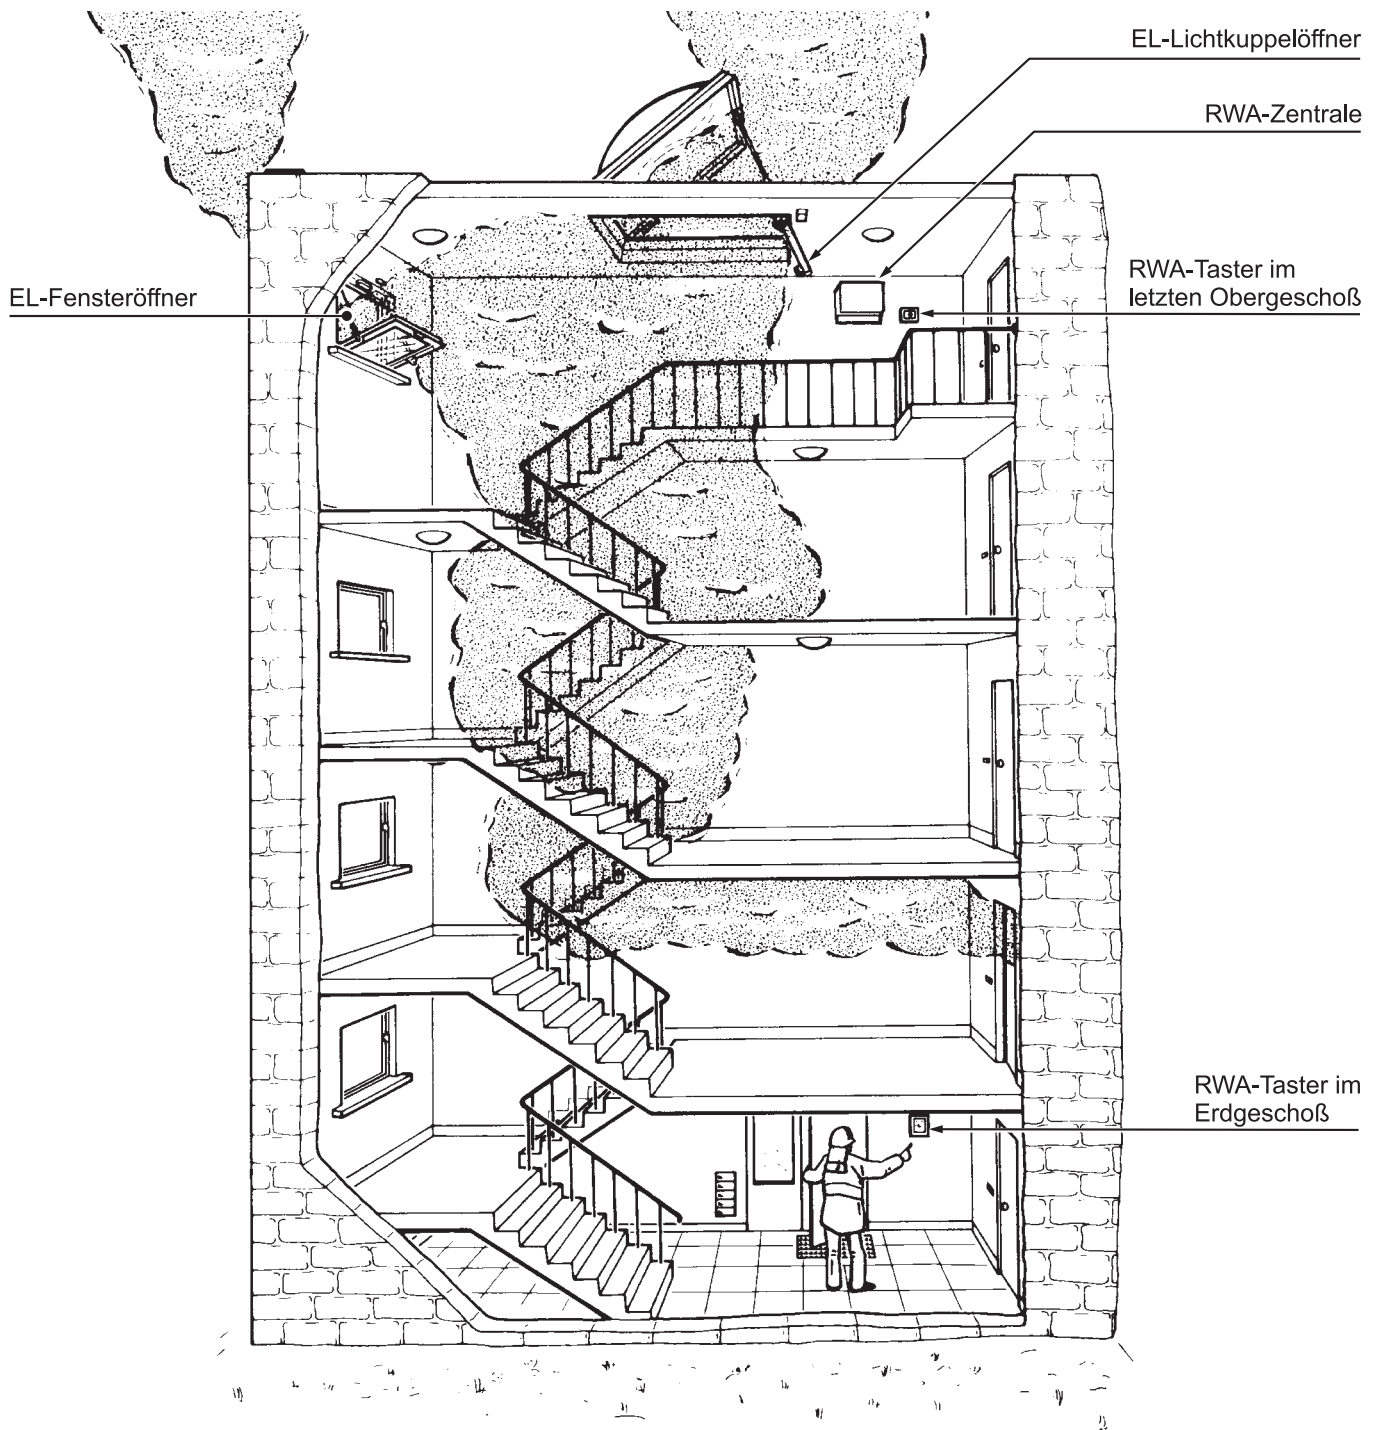 EL-Lichtkuppelöffner
RWA-Zentrale
RWA-Taster im
letzten Obergeschoß
EL-Fensteröffner
RWA-Taster im
Erdgeschoß